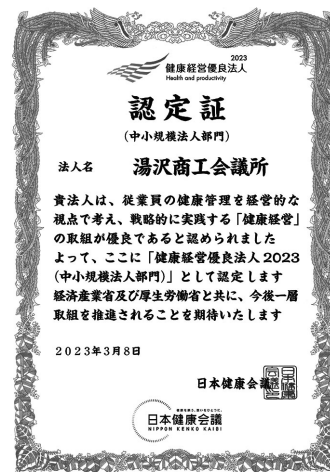 2023
健康経営優良法人
Health and productivity
認定証
(中小規模法人部門)
法人名 湯沢商工会議所
貴法人は、従業員の健康管理を経営的な
視点で考え、戦略的に実践する「健康経営」
の取組が優良であると認められました
よって、ここに「健康経営優良法人2023
(中小規模法人部門)」として認定します
経済産業省及び厚生労働省と共に、今後一層
取組を推進されることを期待いたします
2023年3月8日
日本健康会議
日本健康会議
NIPPON KENKO KAIGI